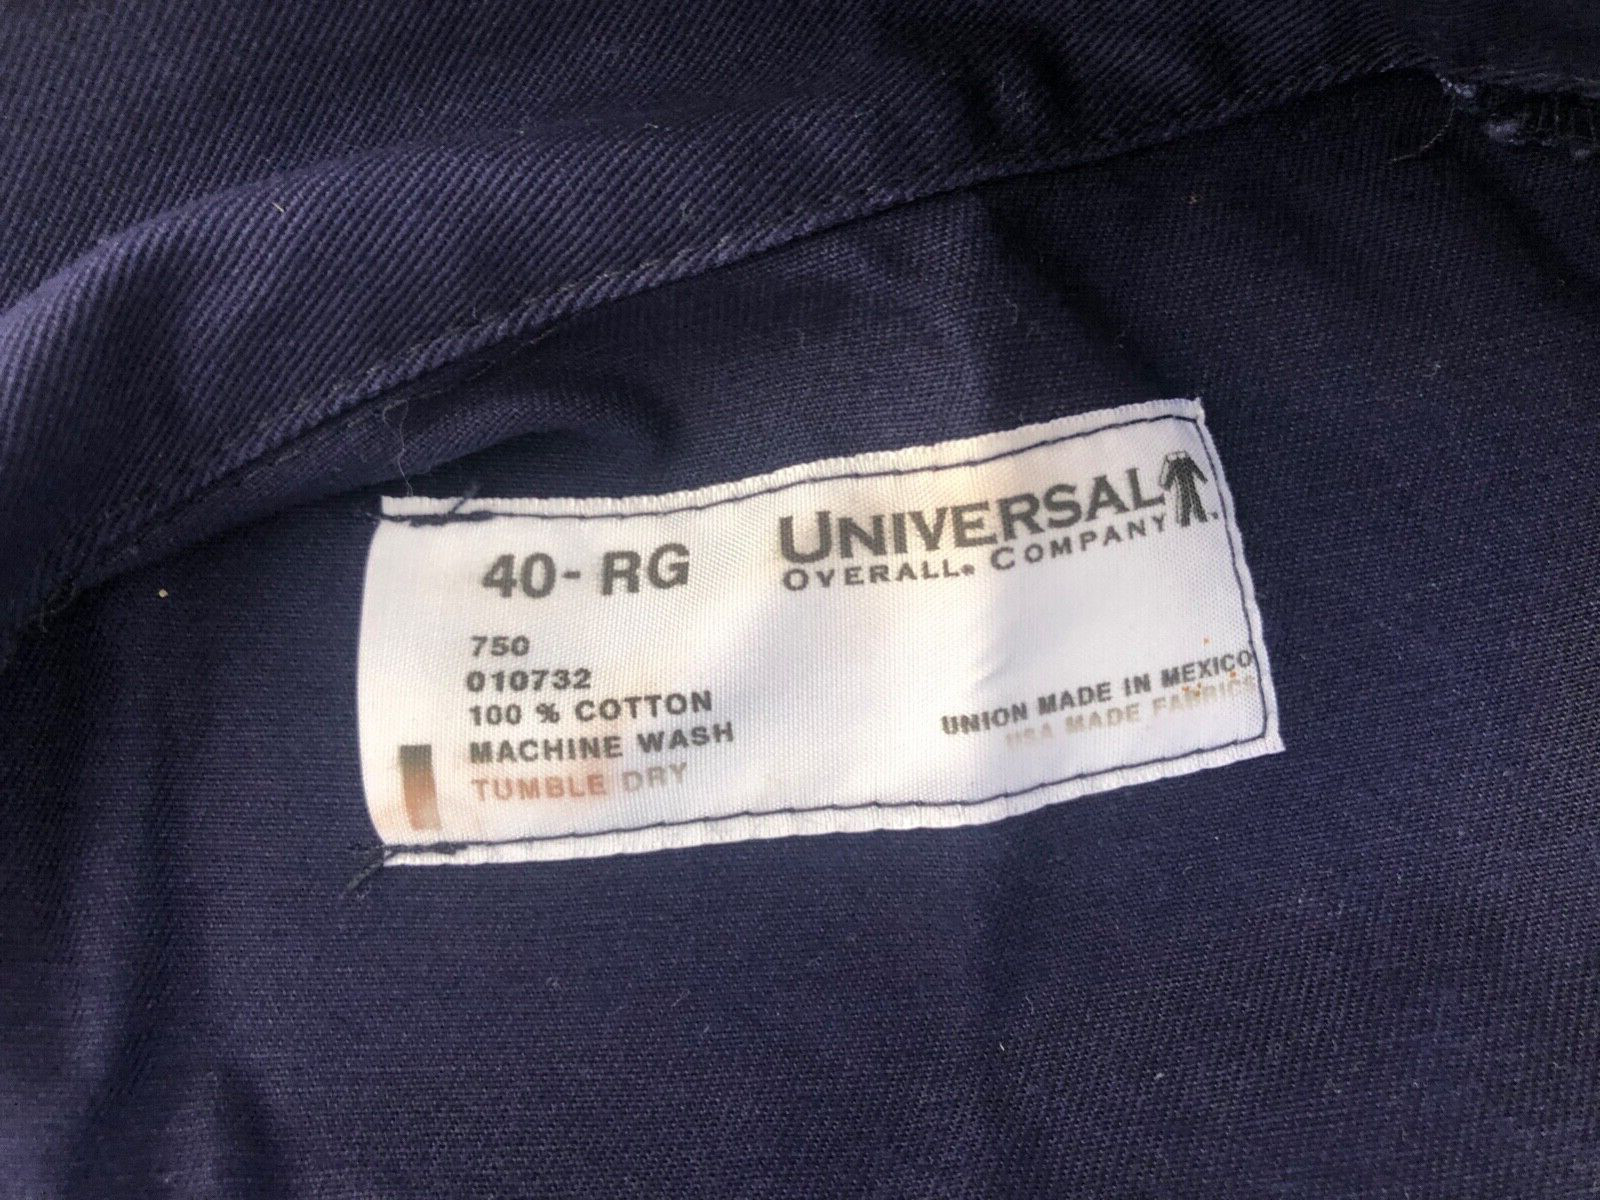 40- RG
UNIVERSAL
OVERALL® COMPANY
750
010732
100 % COTTON
MACHINE WASH
TUMBLE DRY
UNION MADE IN MEXICO
USA MADE FABRICS